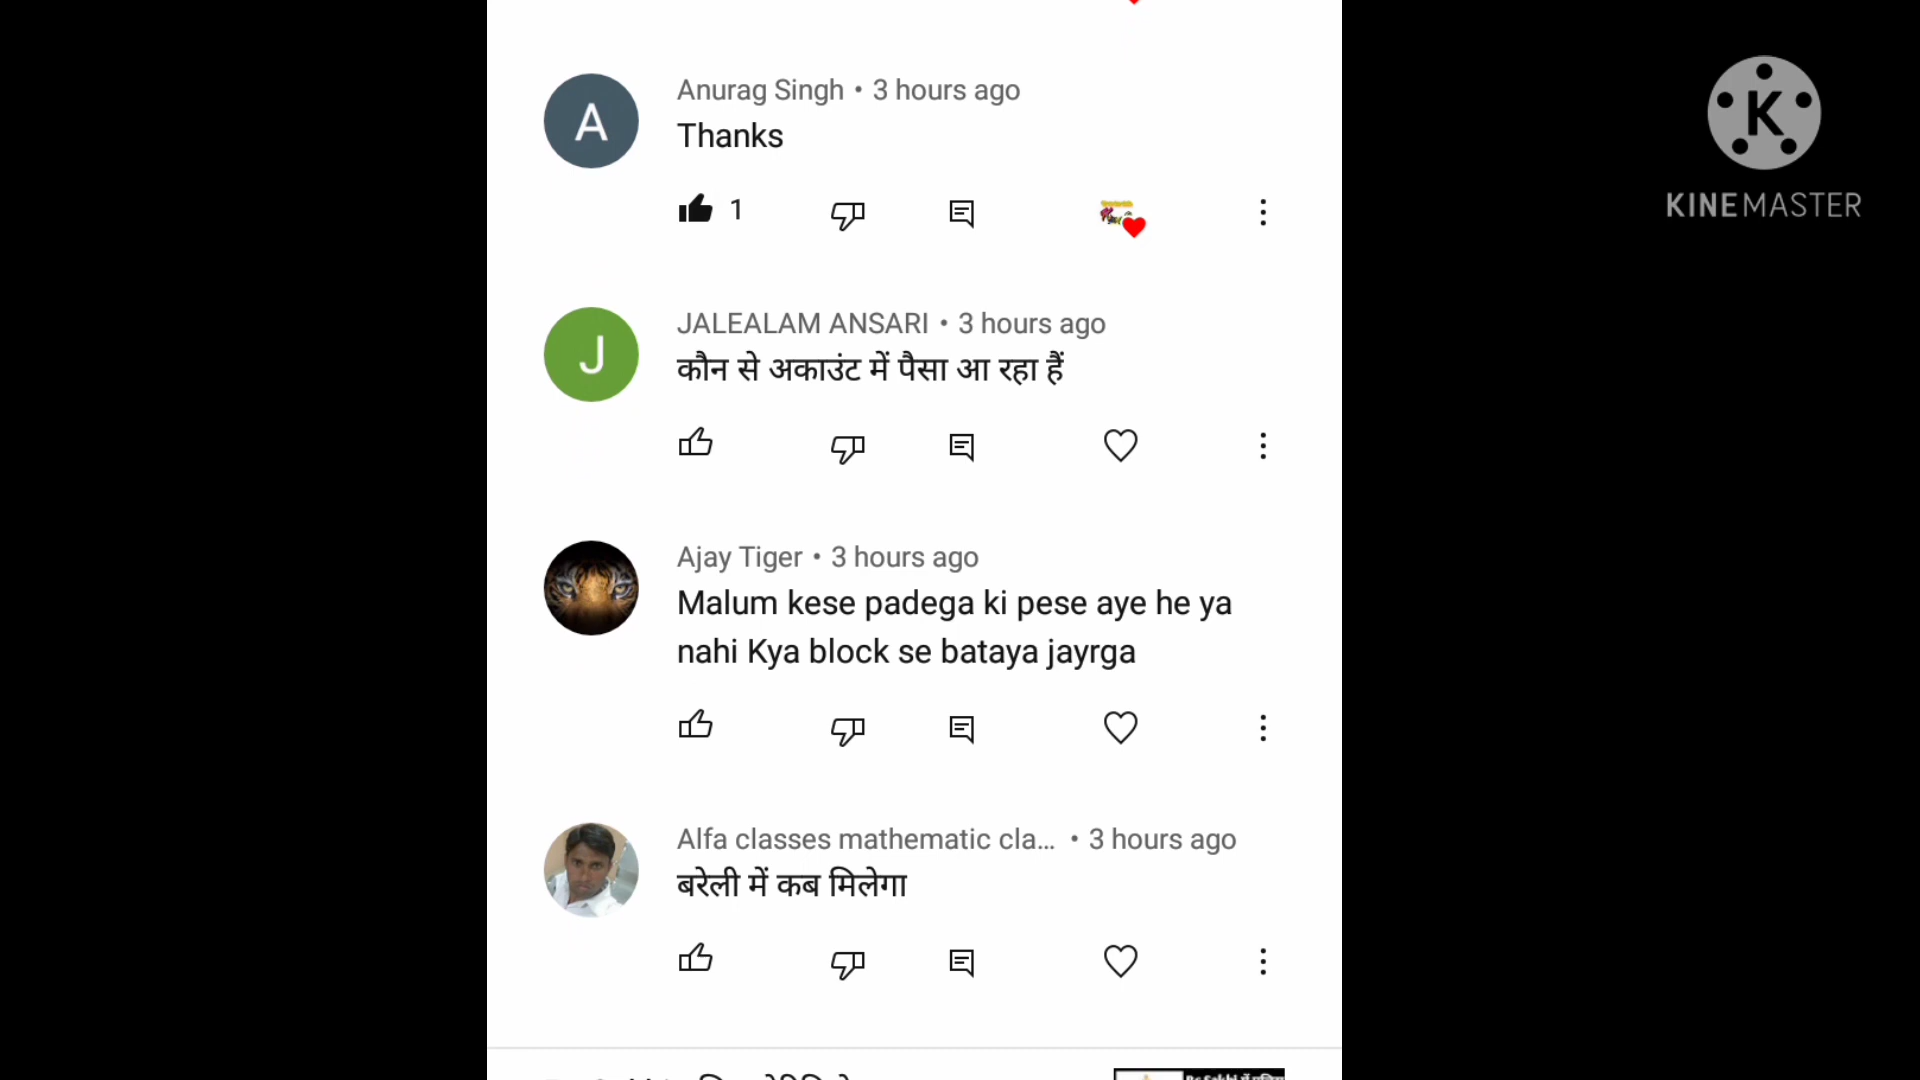 Anurag Singh • 3 hours ago
A
Thanks
1
K
KINEMASTER
JALEALAM ANSARI • 3 hours ago
J
कौन से अकाउंट में पैसा आ रहा हैं
Ajay Tiger • 3 hours ago
Malum kese padega ki pese aye he ya
nahi Kya block se bataya jayrga
Alfa classes mathematic cla... • 3 hours ago
बरेली में कब मिलेगा